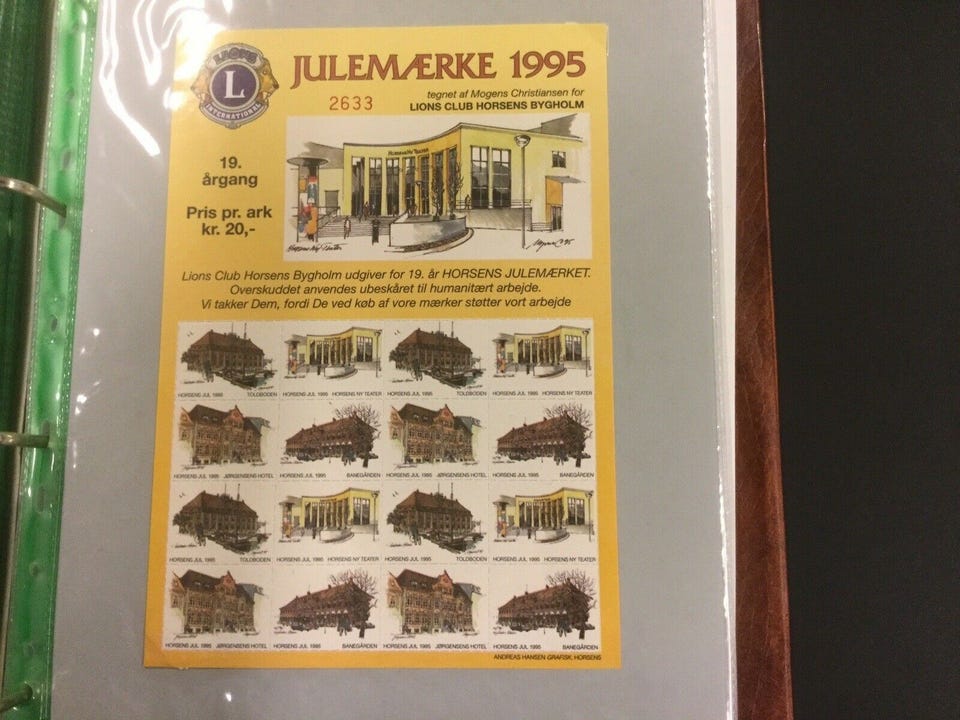 LIONS
L
INTERNATIONAL
JULEMÆRKE 1995
tegnet af Mogens Christiansen for
2633
LIONS CLUB HORSENS BYGHOLM
HORSENS NY TEATER
19.
årgang
Pris pr. ark
kr. 20,-
Horsens Ny Teater
Lions Club Horsens Bygholm udgiver for 19. år HORSENS JULEMÆRKET.
Overskuddet anvendes ubeskåret til humanitært arbejde.
Vi takker Dem, fordi De ved køb af vore mærker støtter vort arbejde
HORSENS JUL 1995 TOLDBODEN HORSENS JUL 1995 HORSENS NY TEATER HORSENS JUL 1995 TOLDBODEN HORSENS JUL 1995 HORSENS NY TEATER
HORSENS JUL 1995 JØRGENSENS HOTEL HORSENS JUL 1995 BANEGÅRDEN HORSENS JUL 1995 JØRGENSENS HOTEL HORSENS JUL 1995 BANEGÅRDEN
HORSENS JUL 1995 TOLDBODEN HORSENS JUL 1995 HORSENS NY TEATER HORSENS JUL 1995 TOLDBODEN HORSENS JUL 1995 HORSENS NY TEATER
HORSENS JUL 1995 JØRGENSENS HOTEL HORSENS JUL 1995 BANEGÅRDEN HORSENS JUL 1995 JØRGENSENS HOTEL HORSENS JUL 1995 BANEGÅRDEN
ANDREAS HANSEN GRAFISK, HORSENS